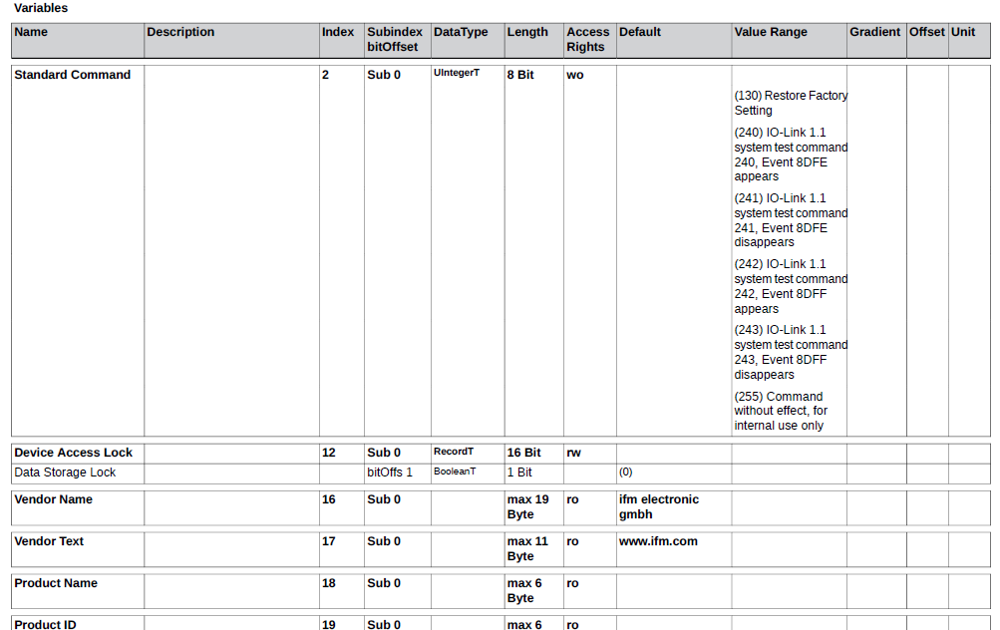 Variables
Name Description Index Subindex bitOffset DataType Length Access Rights Default Value Range Gradient Offset Unit
Standard Command 2 Sub 0 UIntegerT 8 Bit wo
(130) Restore Factory
Setting
(240) IO-Link 1.1
system test command
240, Event 8DFE
appears
(241) IO-Link 1.1
system test command
241, Event 8DFE
disappears
(242) IO-Link 1.1
system test command
242, Event 8DFF
appears
(243) IO-Link 1.1
system test command
243, Event 8DFF
disappears
(255) Command
without effect, for
internal use only
Device Access Lock 12 Sub 0 RecordT 16 Bit rw
Data Storage Lock bitOffs 1 BooleanT 1 Bit (0)
Vendor Name 16 Sub 0 max 19 Byte ro ifm electronic gmbh
Vendor Text 17 Sub 0 max 11 Byte ro www.ifm.com
Product Name 18 Sub 0 max 6 Byte ro
Product ID 19 Sub 0 max 6 ro